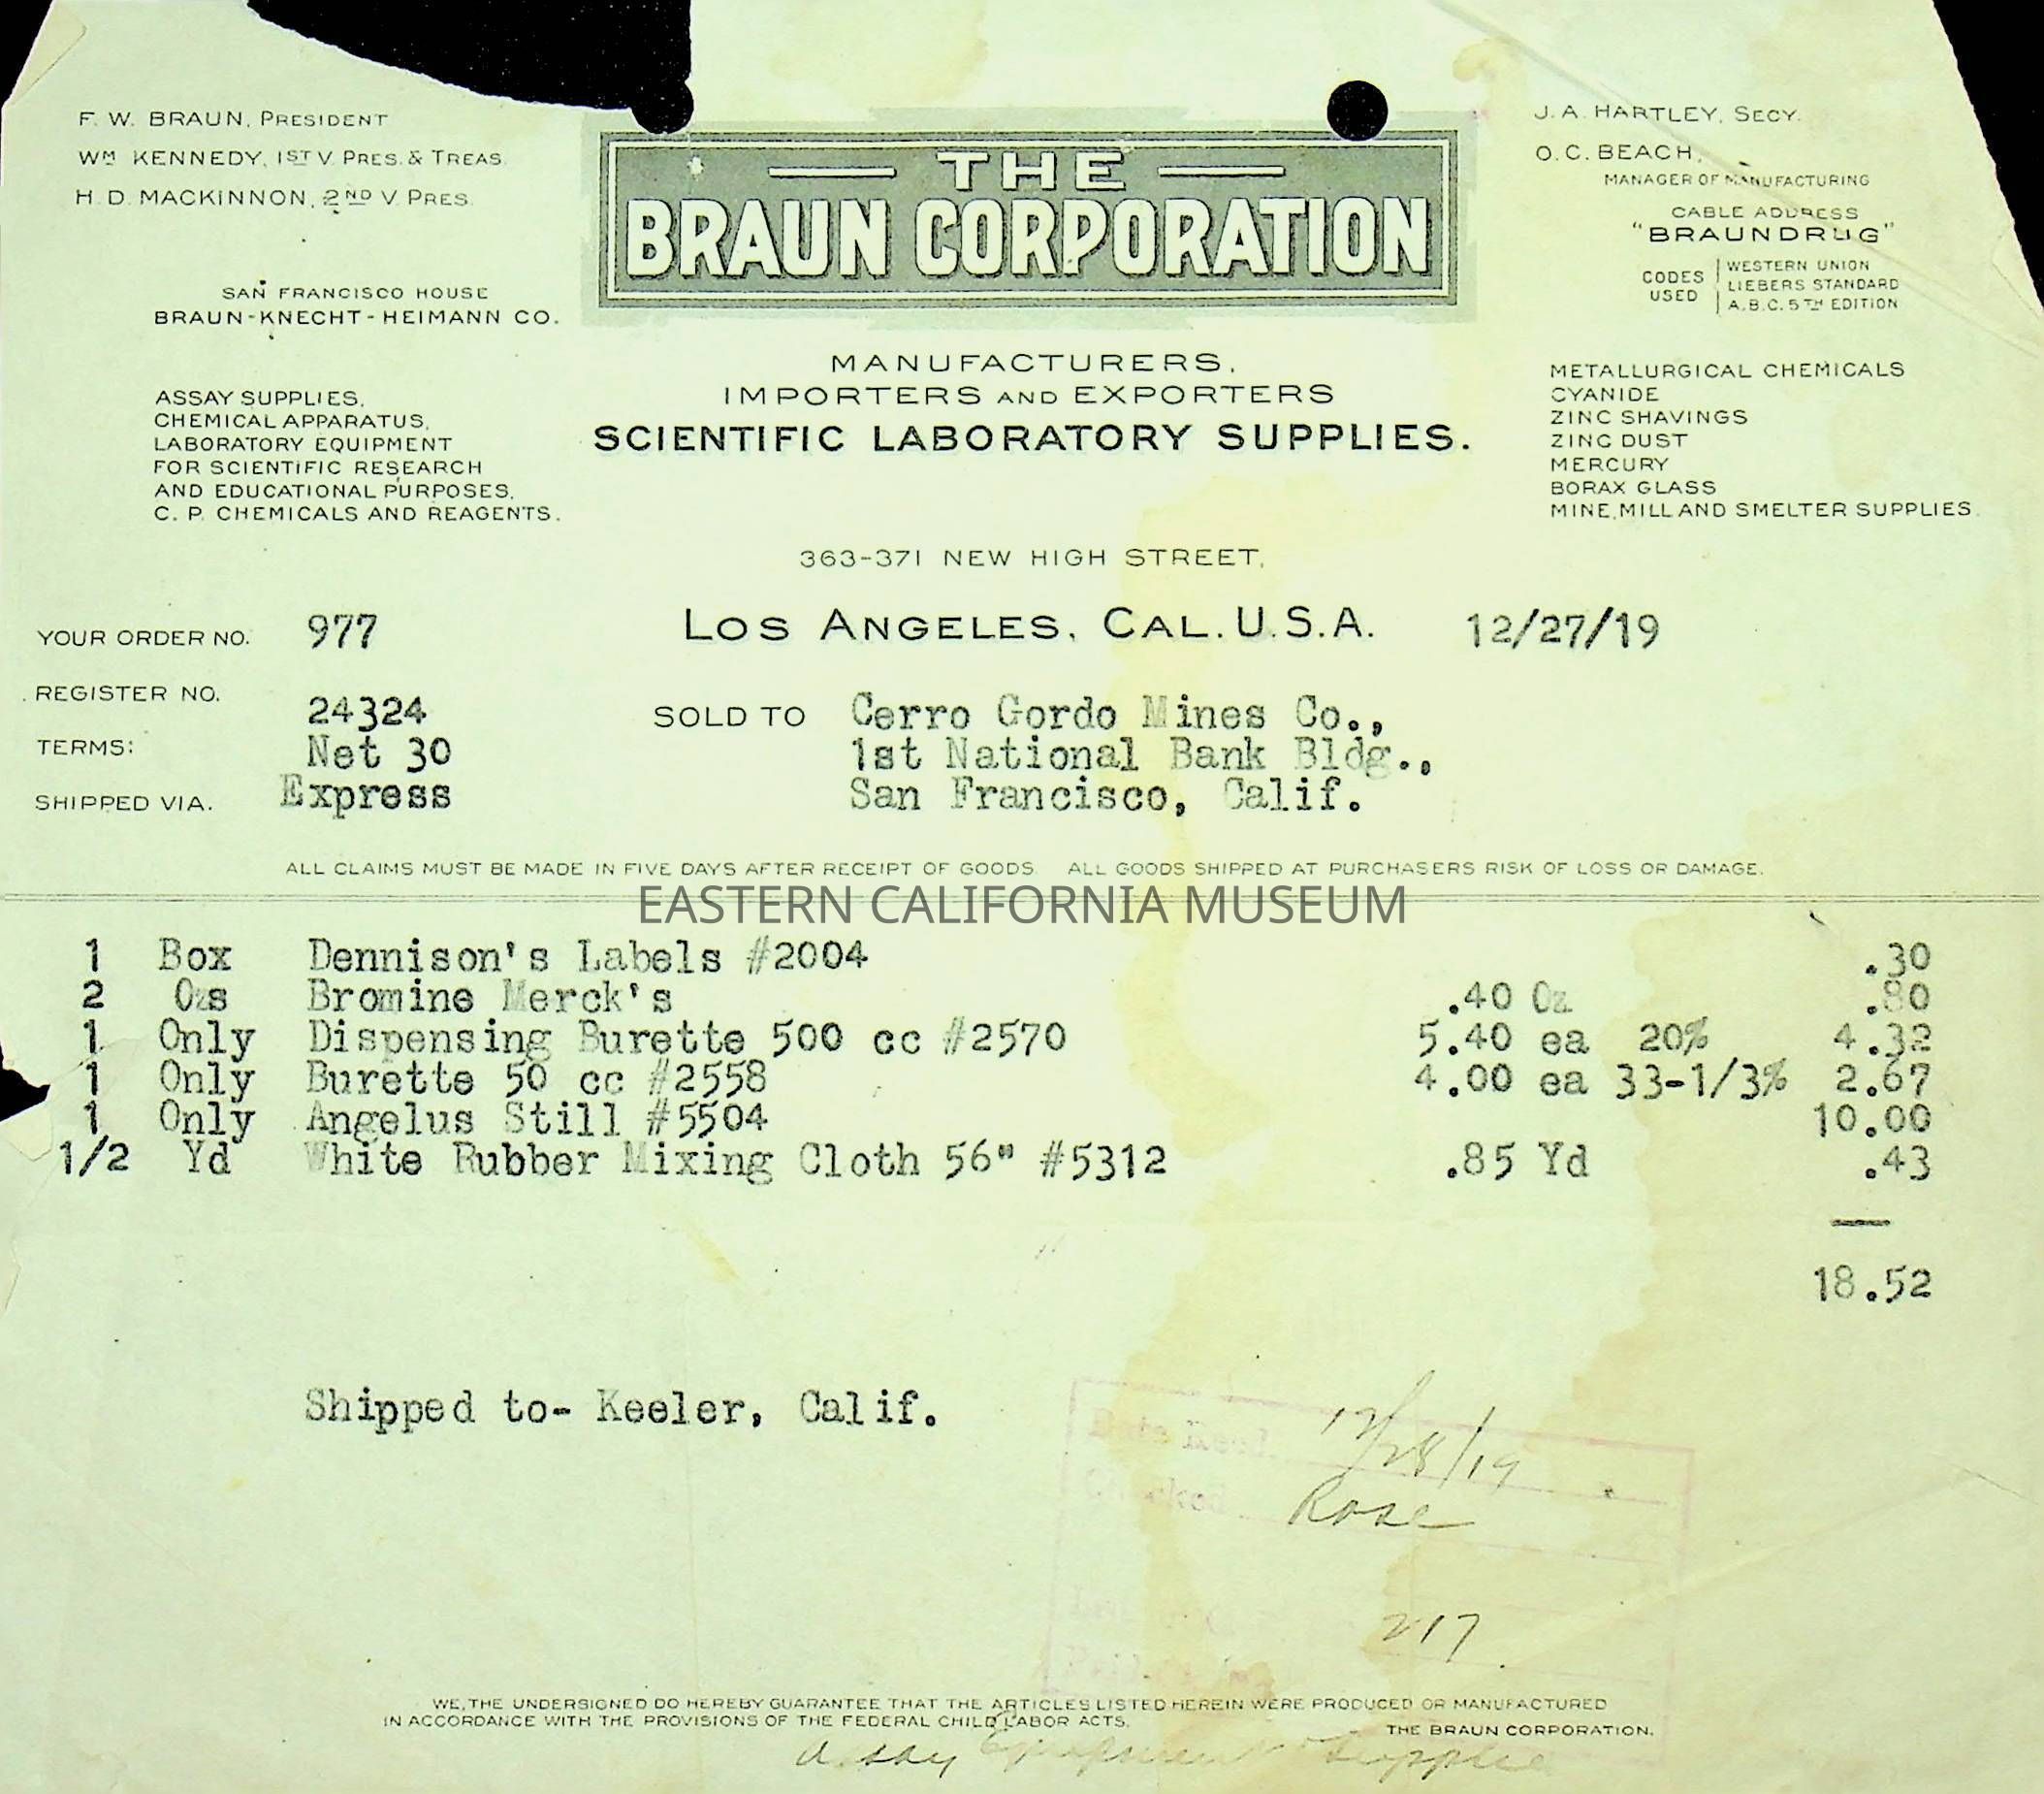 F. W. BRAUN, PRESIDENT
WM KENNEDY, 1ST V. PRES. & TREAS.
H. D. MACKINNON, 2ND V. PRES.
SAN FRANCISCO HOUSE
BRAUN-KNECHT-HEIMANN CO.
ASSAY SUPPLIES,
CHEMICAL APPARATUS,
LABORATORY EQUIPMENT
FOR SCIENTIFIC RESEARCH
AND EDUCATIONAL PURPOSES,
C. P. CHEMICALS AND REAGENTS.
THE
BRAUN CORPORATION
MANUFACTURERS,
IMPORTERS AND EXPORTERS
SCIENTIFIC LABORATORY SUPPLIES.
J. A. HARTLEY, SECY.
O. C. BEACH,
MANAGER OF MANUFACTURING
CABLE ADDRESS
"BRAUNDRUG"
CODES USED
WESTERN UNION
LIEBERS STANDARD
A.B.C. 5TH EDITION
METALLURGICAL CHEMICALS
CYANIDE
ZINC SHAVINGS
ZINC DUST
MERCURY
BORAX GLASS
MINE, MILL AND SMELTER SUPPLIES.
363-371 NEW HIGH STREET,
LOS ANGELES, CAL. U.S.A. 12/27/19
YOUR ORDER NO. 977
REGISTER NO. 24324
TERMS: Net 30
SHIPPED VIA. Express
SOLD TO Cerro Gordo Mines Co.,
1st National Bank Bldg.,
San Francisco, Calif.
ALL CLAIMS MUST BE MADE IN FIVE DAYS AFTER RECEIPT OF GOODS. ALL GOODS SHIPPED AT PURCHASERS RISK OF LOSS OR DAMAGE.
EASTERN CALIFORNIA MUSEUM
1 Box Dennison's Labels #2004 .30
2 Ozs Bromine Merck's .40 Oz .80
1 Only Dispensing Burette 500 cc #2570 5.40 ea 20% 4.32
1 Only Burette 50 cc #2558 4.00 ea 33-1/3% 2.67
1 Only Angelus Still #5504 10.00
1/2 Yd White Rubber Mixing Cloth 56" #5312 .85 Yd .43
18.52
Shipped to- Keeler, Calif.
12/28/19
Rose
217
WE, THE UNDERSIGNED DO HEREBY GUARANTEE THAT THE ARTICLES LISTED HEREIN WERE PRODUCED OR MANUFACTURED
IN ACCORDANCE WITH THE PROVISIONS OF THE FEDERAL CHILD LABOR ACTS.
THE BRAUN CORPORATION.
Assay Equipment